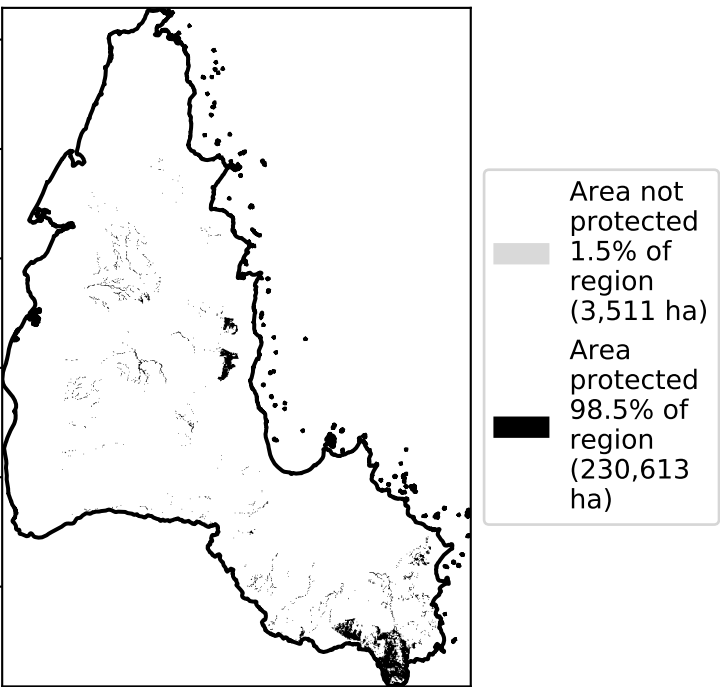 Area not
protected
1.5% of
region
(3,511 ha)
Area
protected
98.5% of
region
(230,613
ha)